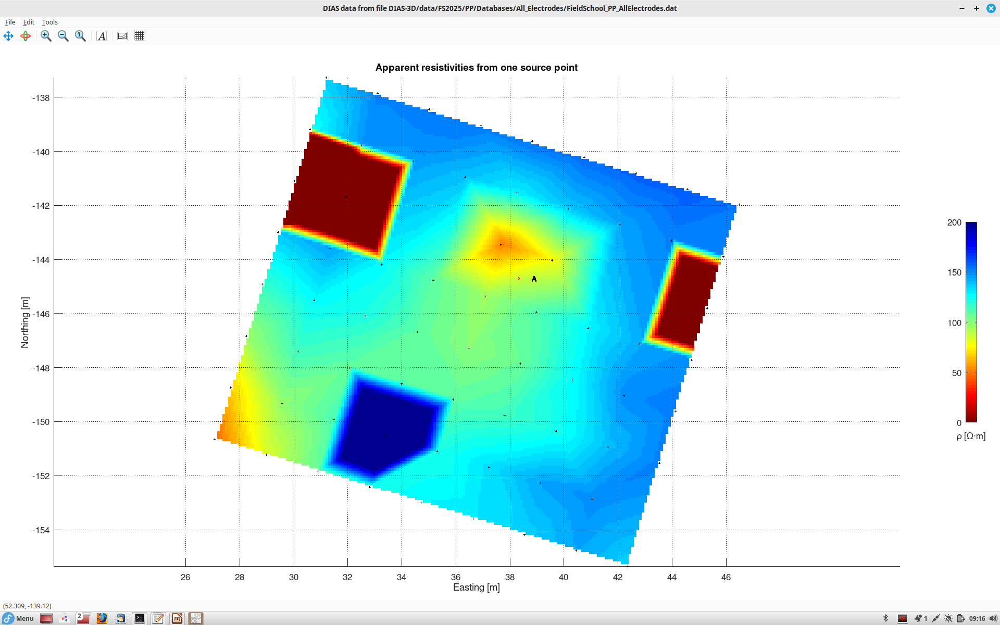 DIAS data from file DIAS-3D/data/FS2025/PP/Databases/All_Electrodes/FieldSchool_PP_AllElectrodes.dat
File Edit Tools
A
Apparent resistivities from one source point
-138
-140
-142
-144
-146
-148
-150
-152
-154
Northing [m]
A
26 28 30 32 34 36 38 40 42 44 46
Easting [m]
200
150
100
50
0
ρ [Ω·m]
(52.309, -139.12)
Menu 2 1 09:16